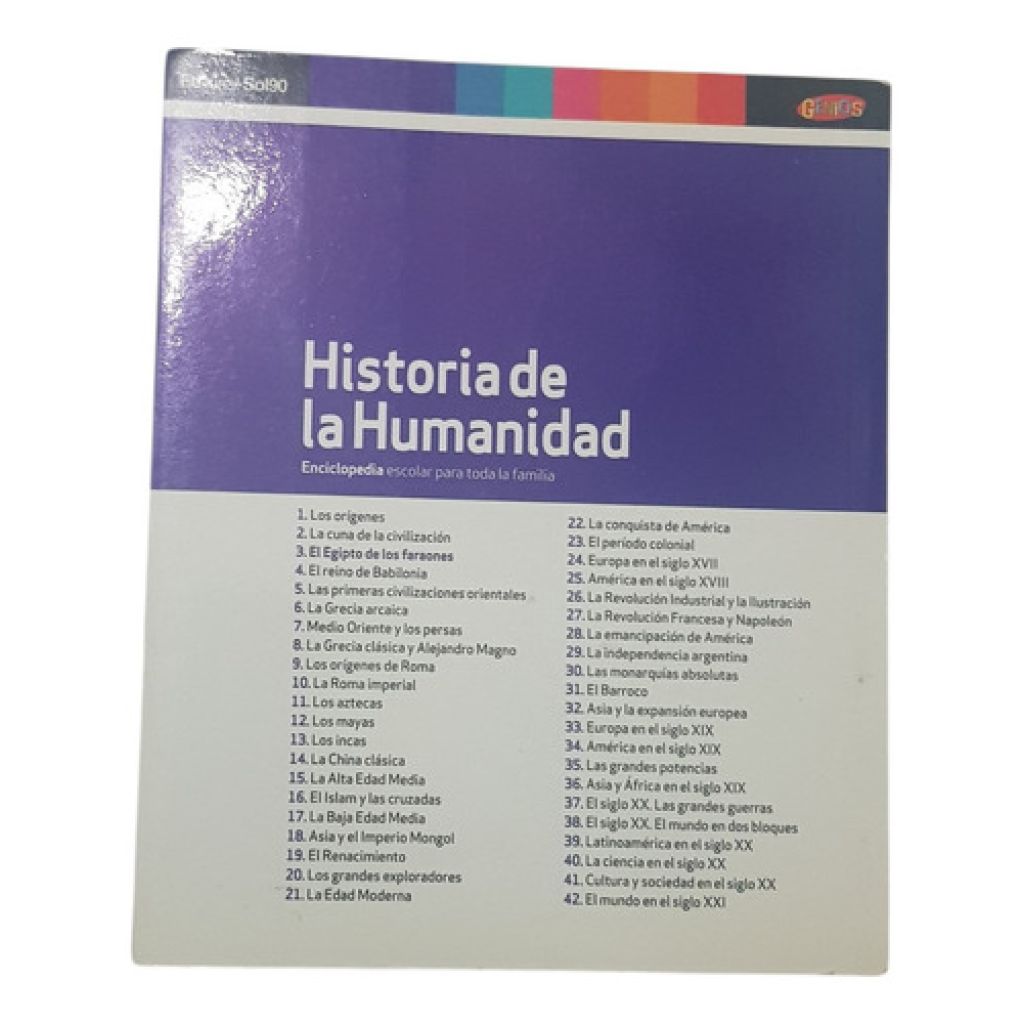 Sol90
GENIOS
Historia de
la Humanidad
Enciclopedia escolar para toda la familia
1. Los orígenes
2. La cuna de la civilización
3. El Egipto de los faraones
4. El reino de Babilonia
5. Las primeras civilizaciones orientales
6. La Grecia arcaica
7. Medio Oriente y los persas
8. La Grecia clásica y Alejandro Magno
9. Los orígenes de Roma
10. La Roma imperial
11. Los aztecas
12. Los mayas
13. Los incas
14. La China clásica
15. La Alta Edad Media
16. El Islam y las cruzadas
17. La Baja Edad Media
18. Asia y el Imperio Mongol
19. El Renacimiento
20. Los grandes exploradores
21. La Edad Moderna
22. La conquista de América
23. El período colonial
24. Europa en el siglo XVII
25. América en el siglo XVIII
26. La Revolución Industrial y la Ilustración
27. La Revolución Francesa y Napoleón
28. La emancipación de América
29. La independencia argentina
30. Las monarquías absolutas
31. El Barroco
32. Asia y la expansión europea
33. Europa en el siglo XIX
34. América en el siglo XIX
35. Las grandes potencias
36. Asia y África en el siglo XIX
37. El siglo XX. Las grandes guerras
38. El siglo XX. El mundo en dos bloques
39. Latinoamérica en el siglo XX
40. La ciencia en el siglo XX
41. Cultura y sociedad en el siglo XX
42. El mundo en el siglo XXI